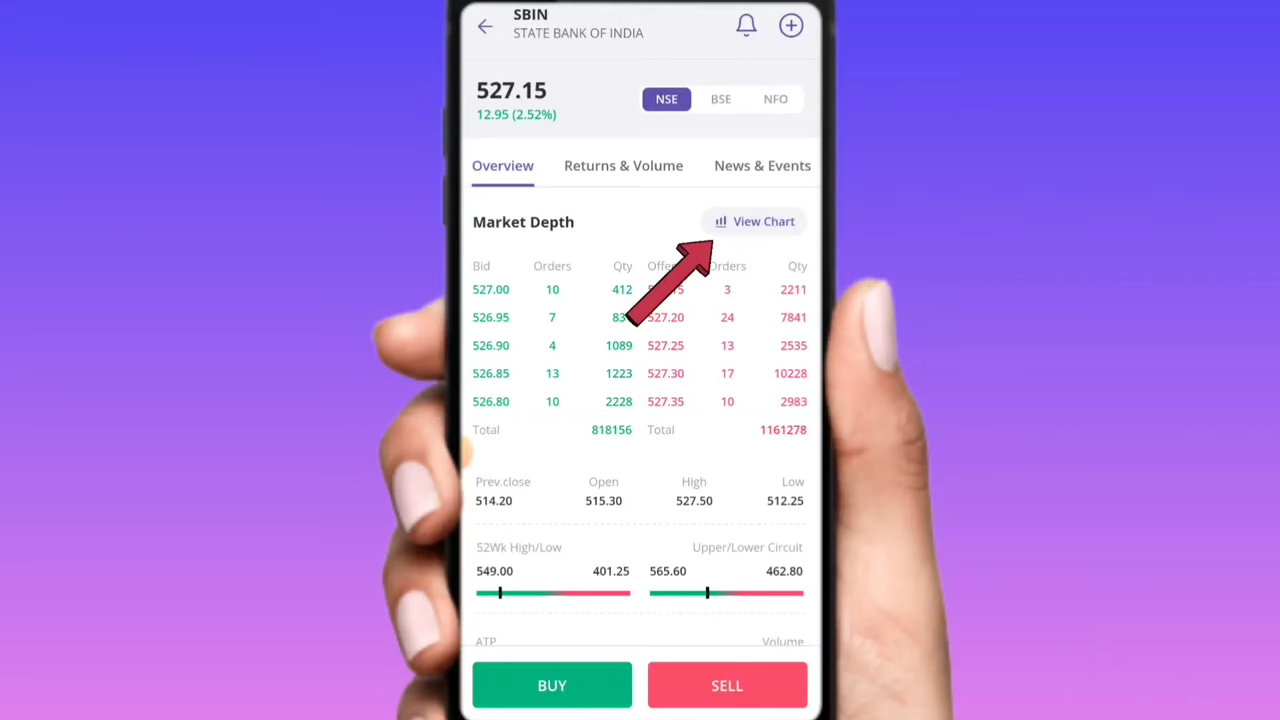 SBIN
STATE BANK OF INDIA
527.15
12.95 (2.52%)
NSE BSE NFO
Overview Returns & Volume News & Events
Market Depth View Chart
Bid Orders Qty Orders Qty
527.00 10 412 3 2211
526.95 7 527.20 24 7841
526.90 4 1089 527.25 13 2535
526.85 13 1223 527.30 17 10228
526.80 10 2228 527.35 10 2983
Total 818156 Total 1161278
Prev.close Open High Low
514.20 515.30 527.50 512.25
52Wk High/Low Upper/Lower Circuit
549.00 401.25 565.60 462.80
ATP Volume
BUY SELL